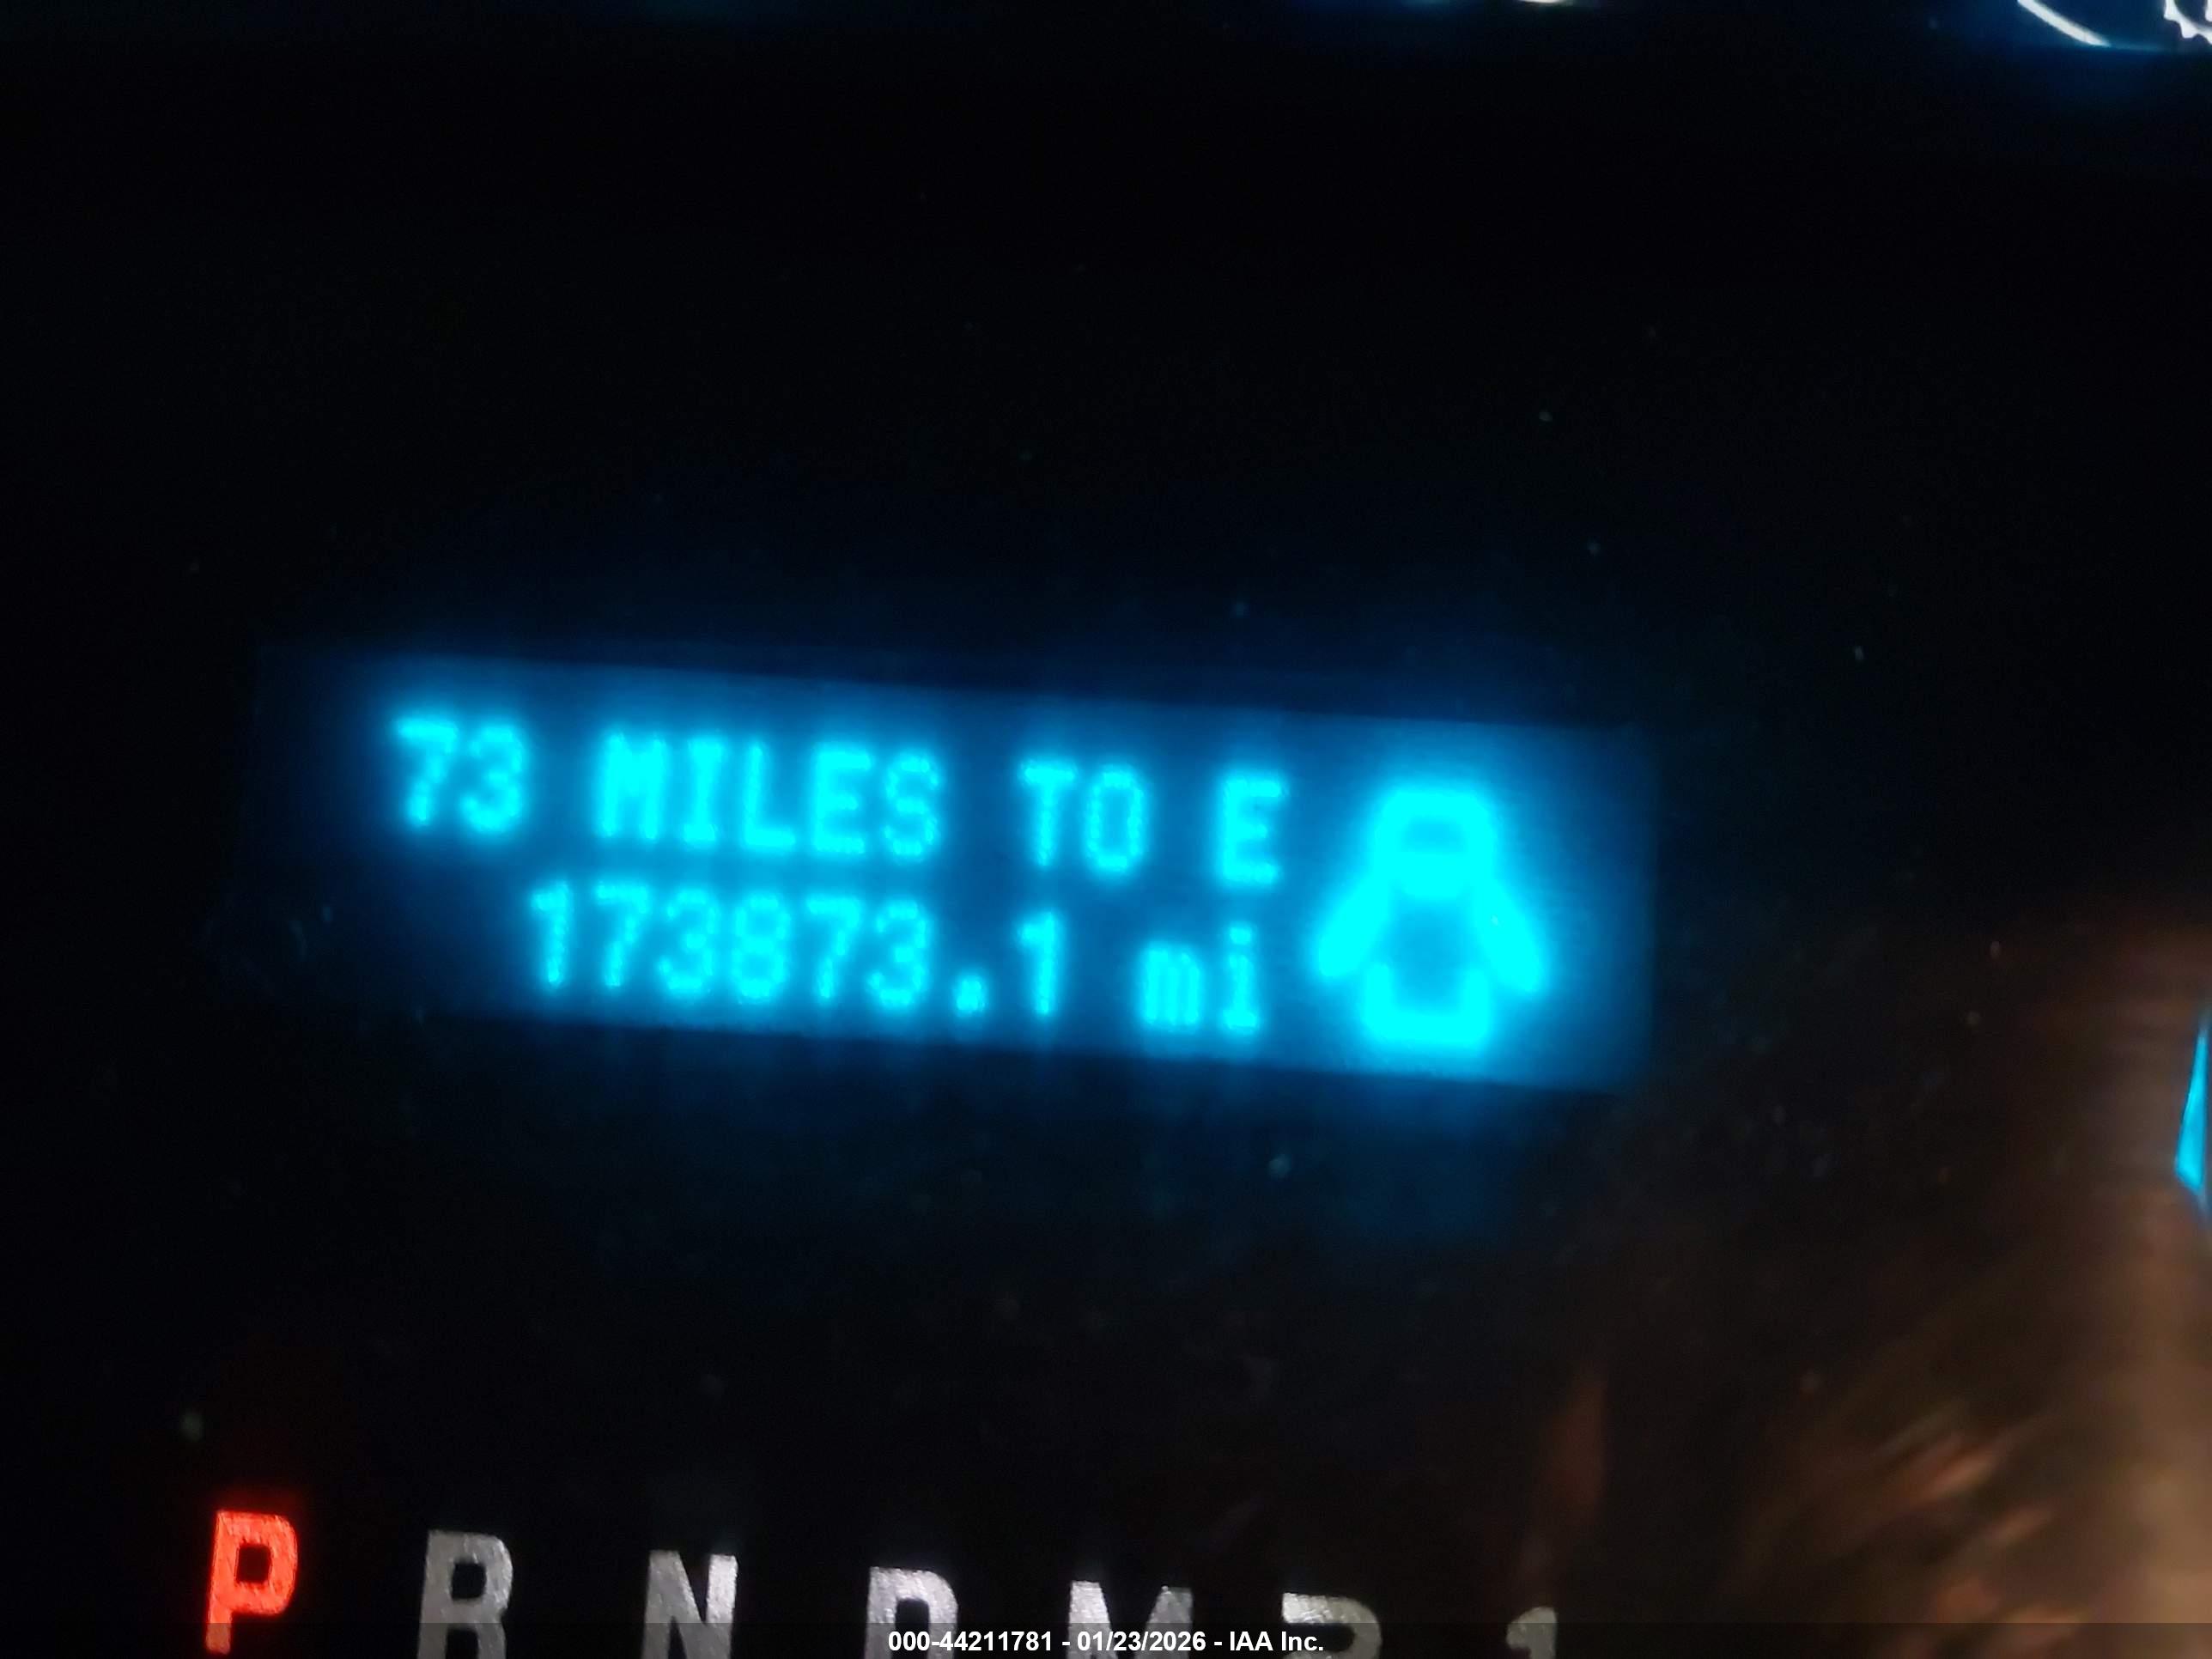 73 MILES TO E
173873.1 mi
P R N D M 2 1
000-44211781 - 01/23/2026 - IAA Inc.